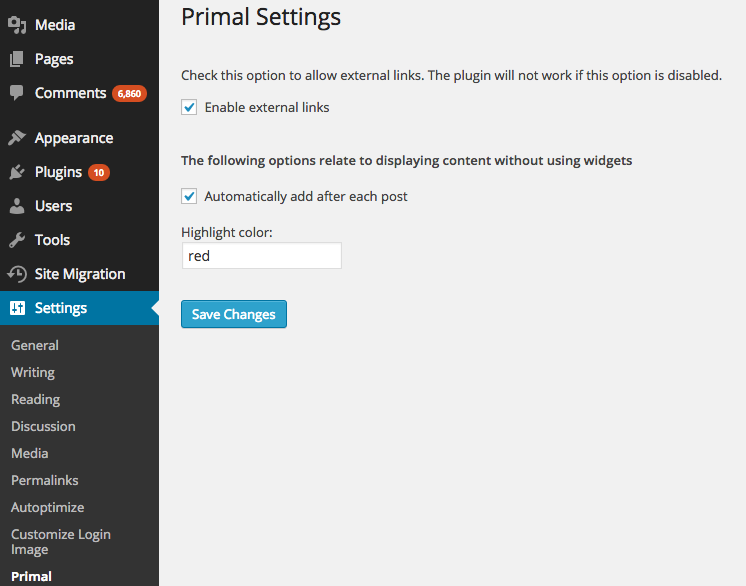 Media
Pages
Comments 6,860
Appearance
Plugins 10
Users
Tools
Site Migration
Settings
General
Writing
Reading
Discussion
Media
Permalinks
Autoptimize
Customize Login
Image
Primal
Primal Settings
Check this option to allow external links. The plugin will not work if this option is disabled.
Enable external links
The following options relate to displaying content without using widgets
Automatically add after each post
Highlight color:
red
Save Changes